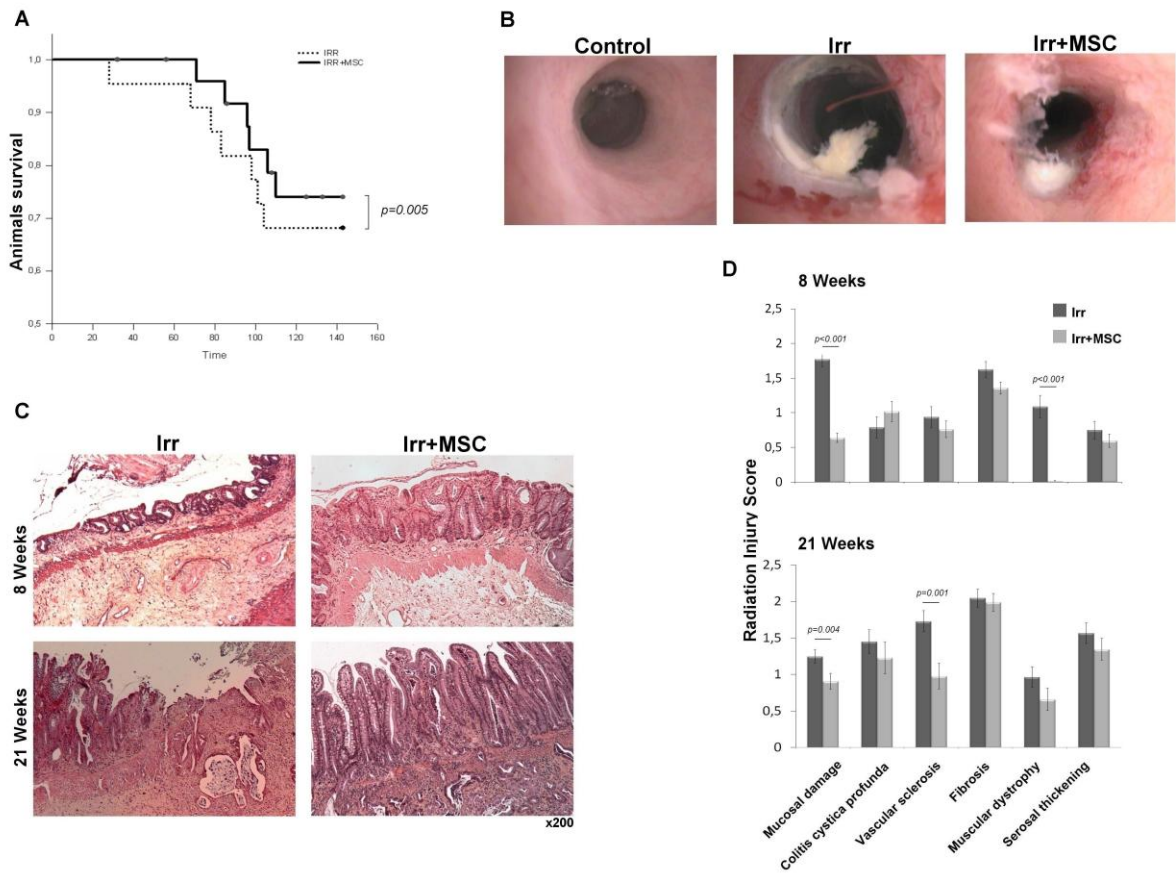 A
IRR
IRR+MSC
1,0
0,9
0,8
0,7
0,6
0,5
Animals survival
p=0.005
0
20
40
60
80
100
120
140
160
Time
B
Control
Irr
Irr+MSC
C
Irr
Irr+MSC
8 Weeks
21 Weeks
x200
D
8 Weeks
Irr
Irr+MSC
2,5
2
1,5
1
0,5
0
p<0.001
p<0.001
Radiation Injury Score
21 Weeks
2,5
2
1,5
1
0,5
0
p=0.004
p=0.001
Mucosal damage
Colitis cystica profunda
Vascular sclerosis
Fibrosis
Muscular dystrophy
Serosal thickening